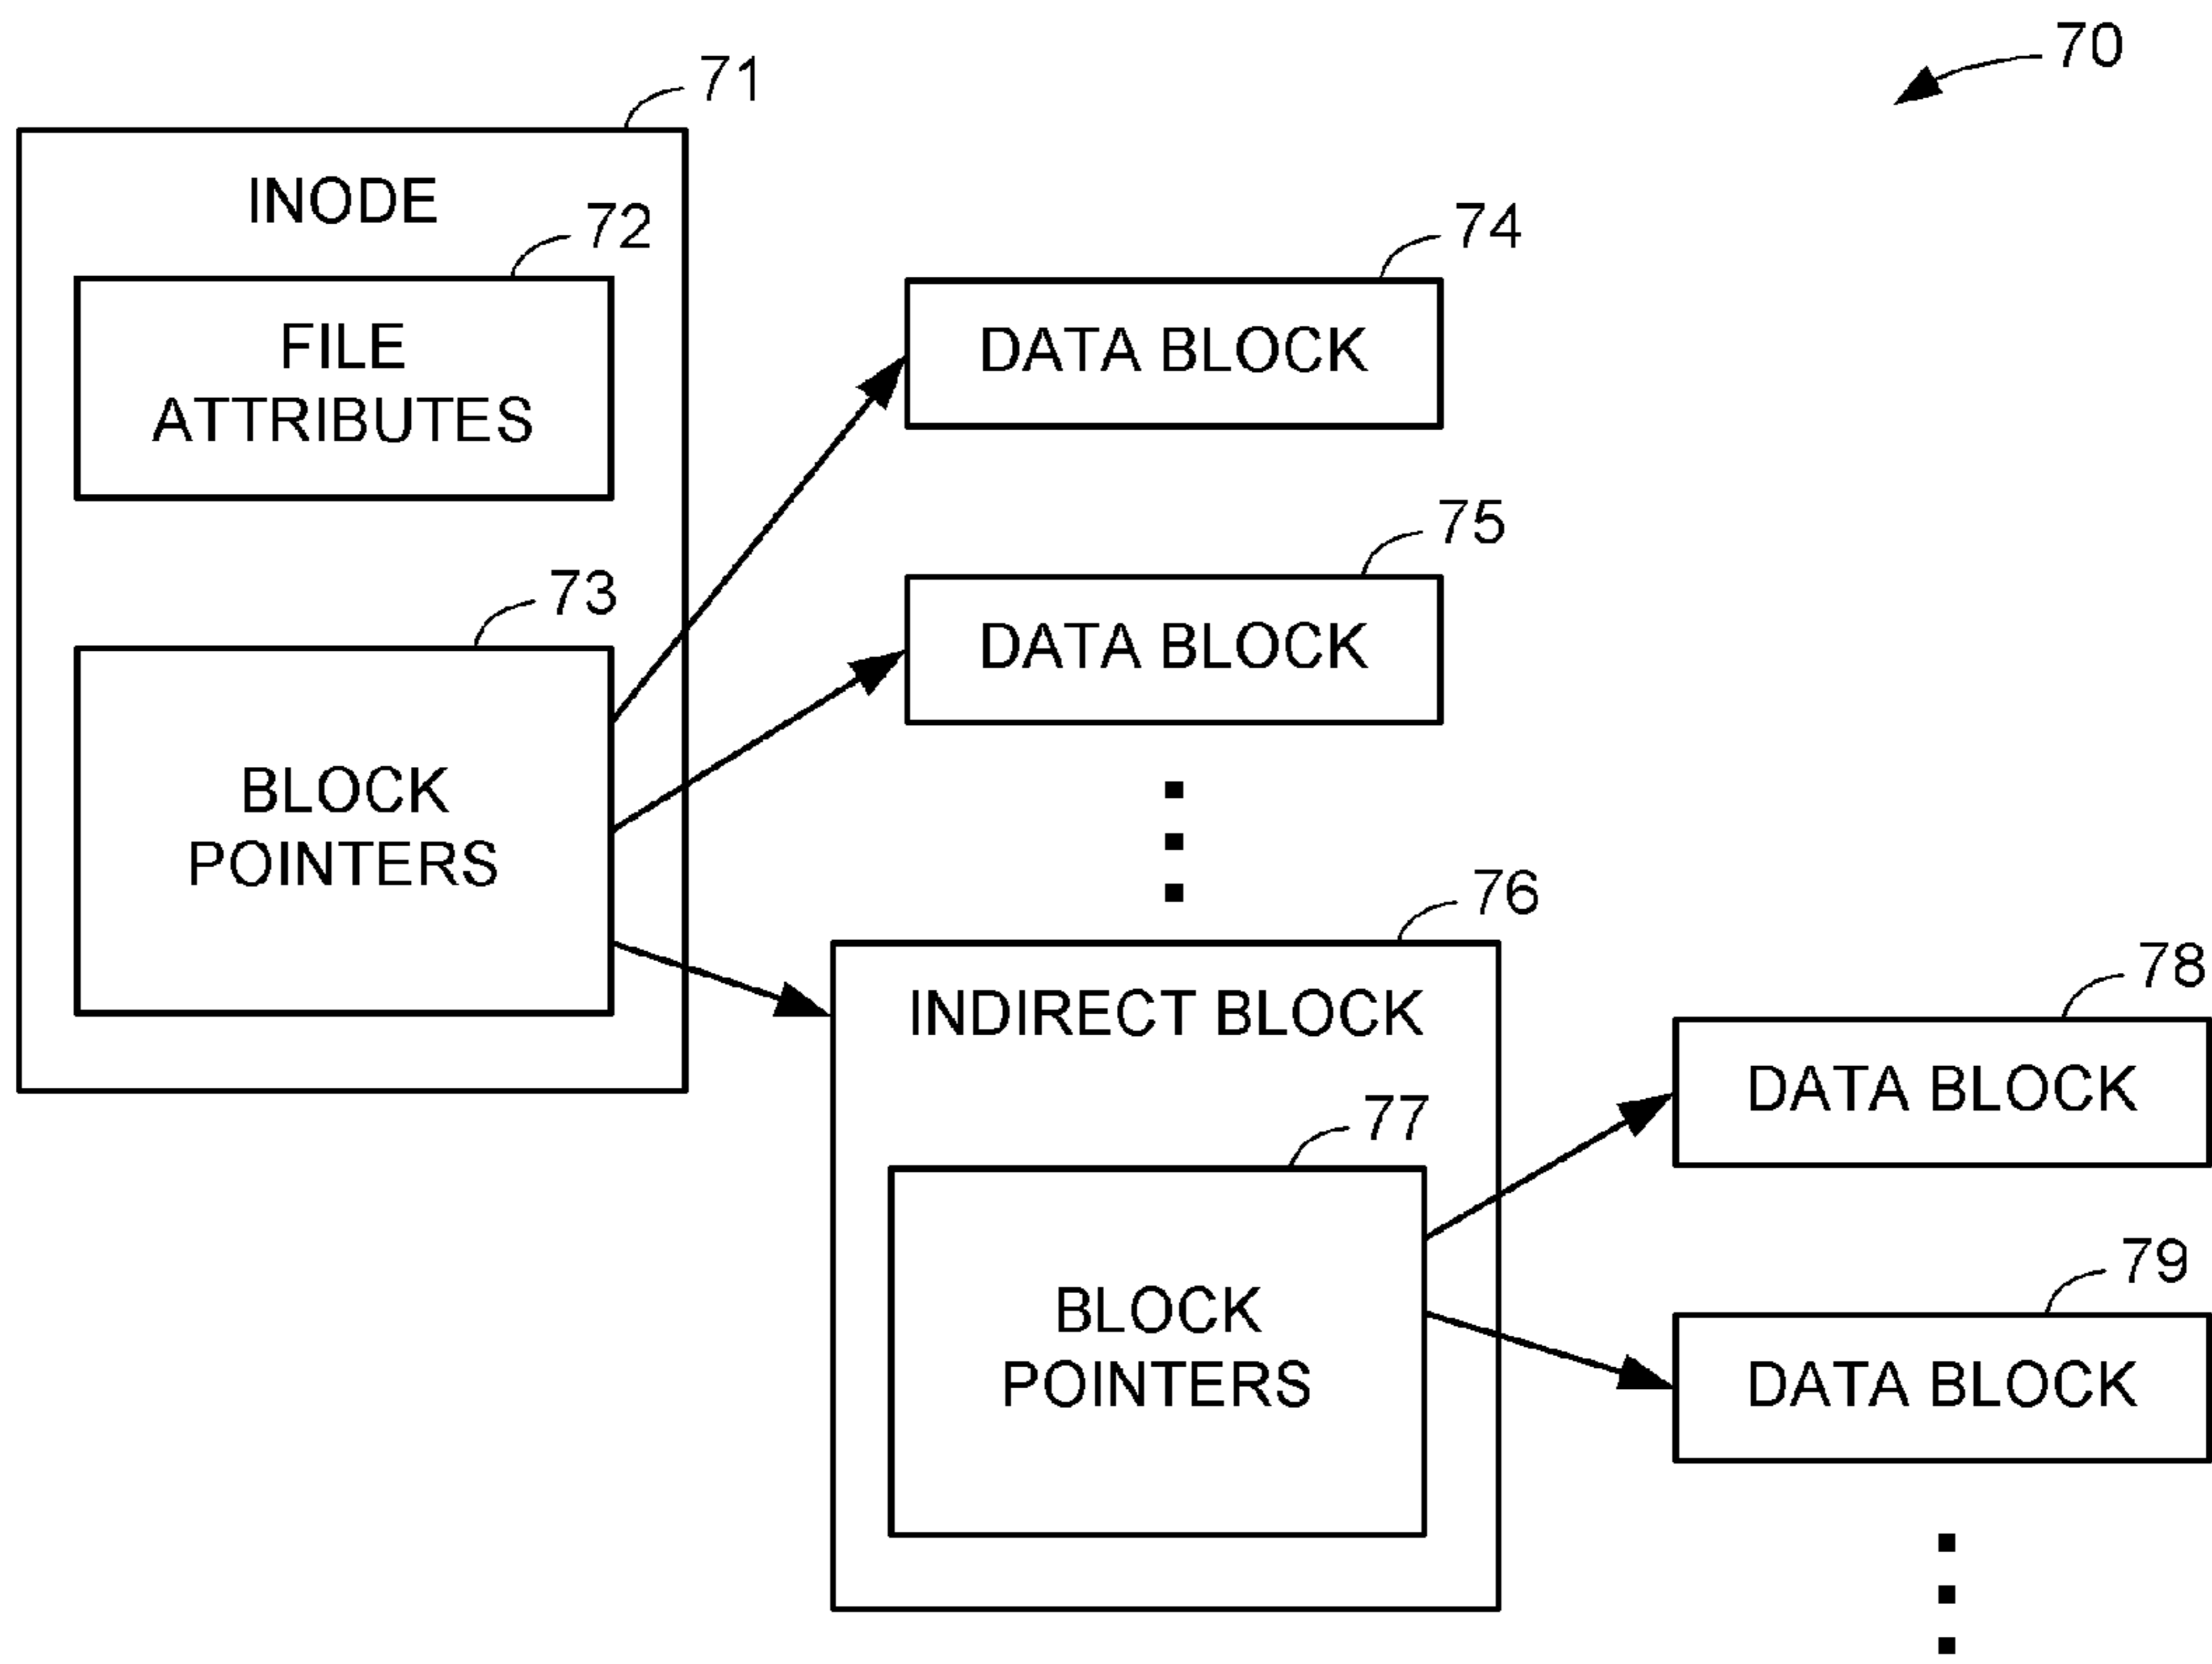 70
71
INODE
72
FILE
ATTRIBUTES
73
BLOCK
POINTERS
74
DATA BLOCK
75
DATA BLOCK
76
INDIRECT BLOCK
77
BLOCK
POINTERS
78
DATA BLOCK
79
DATA BLOCK